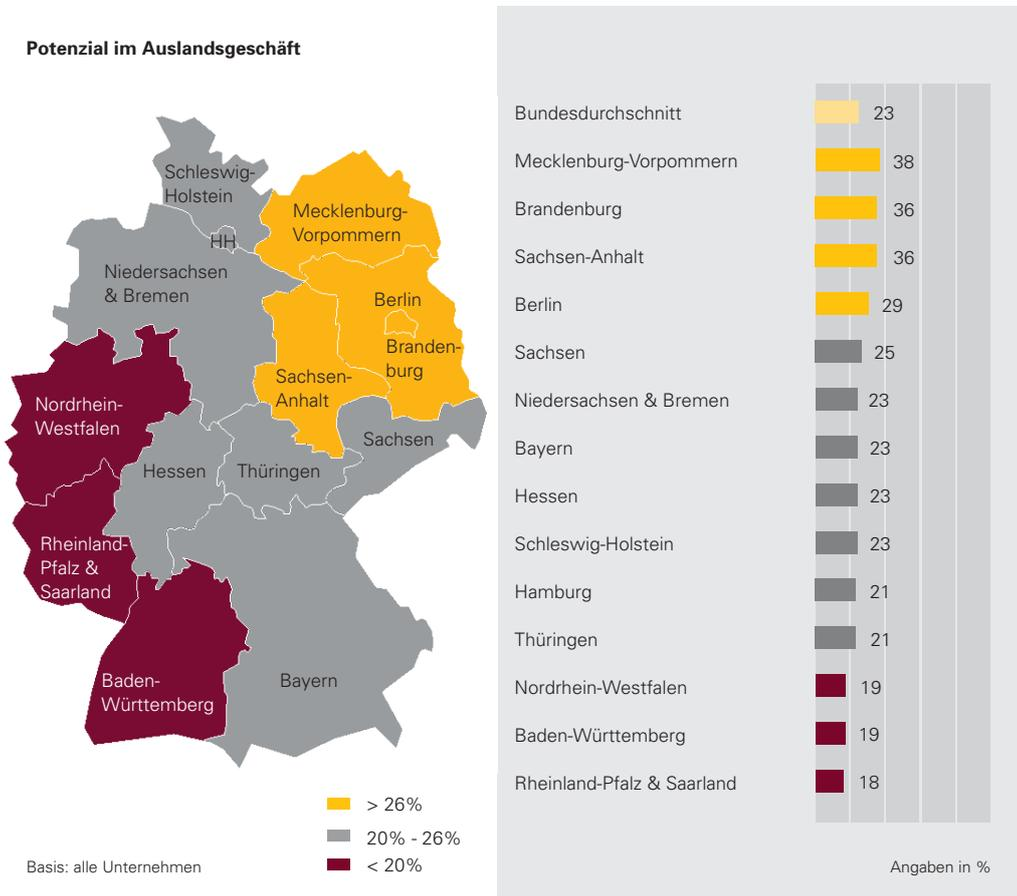 Potenzial im Auslandsgeschäft
Schleswig-
Holstein
HH
Mecklenburg-
Vorpommern
Niedersachsen
& Bremen
Berlin
Branden-
burg
Sachsen-
Anhalt
Nordrhein-
Westfalen
Sachsen
Hessen
Thüringen
Rheinland-
Pfalz &
Saarland
Baden-
Württemberg
Bayern
> 26%
20% - 26%
< 20%
Basis: alle Unternehmen
Bundesdurchschnitt 23
Mecklenburg-Vorpommern 38
Brandenburg 36
Sachsen-Anhalt 36
Berlin 29
Sachsen 25
Niedersachsen & Bremen 23
Bayern 23
Hessen 23
Schleswig-Holstein 23
Hamburg 21
Thüringen 21
Nordrhein-Westfalen 19
Baden-Württemberg 19
Rheinland-Pfalz & Saarland 18
Angaben in %